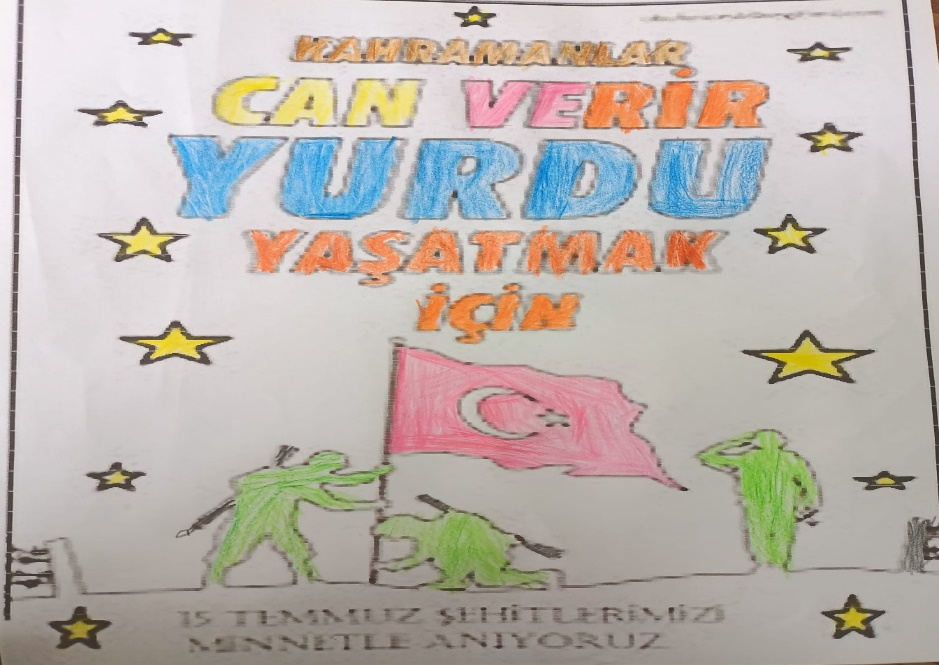 KAHRAMANLAR
CAN VERİR
YURDU
YAŞATMAK
İÇİN
15 TEMMUZ ŞEHİTLERİMİZİ
MİNNETLE ANIYORUZ